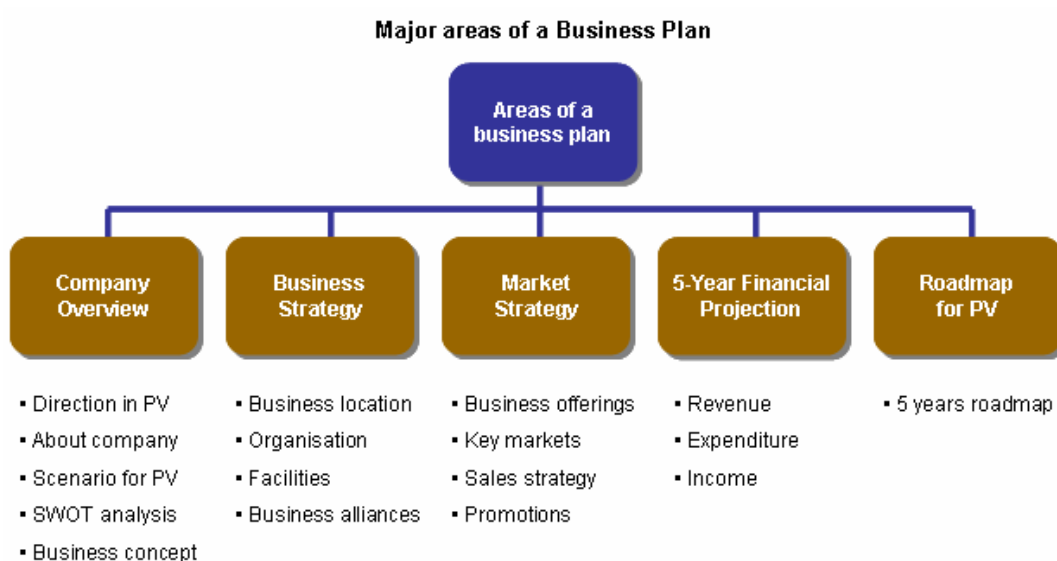 Major areas of a Business Plan
Areas of a
business plan
Company
Overview
Business
Strategy
Market
Strategy
5-Year Financial
Projection
Roadmap
for PV
▪ Direction in PV
▪ About company
▪ Scenario for PV
▪ SWOT analysis
▪ Business concept
▪ Business location
▪ Organisation
▪ Facilities
▪ Business alliances
▪ Business offerings
▪ Key markets
▪ Sales strategy
▪ Promotions
▪ Revenue
▪ Expenditure
▪ Income
▪ 5 years roadmap